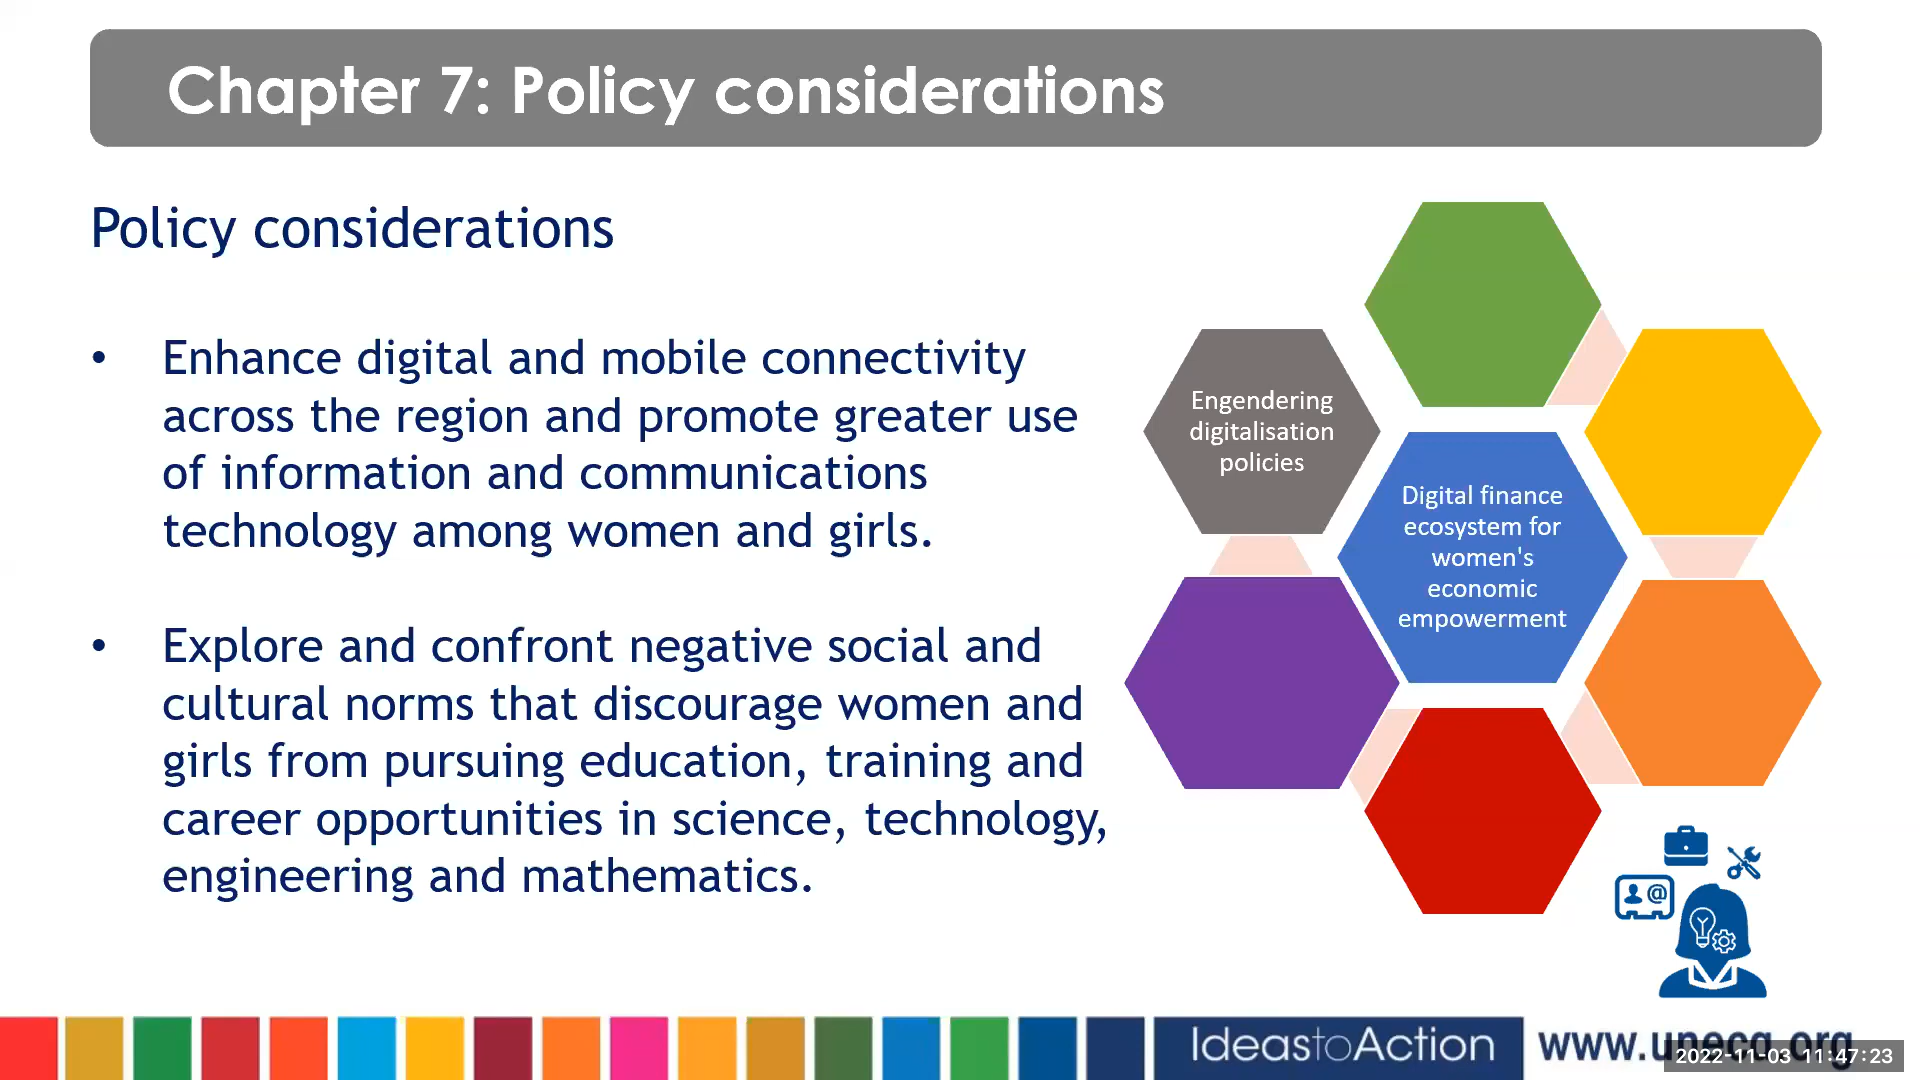 Chapter 7: Policy considerations
Policy considerations
• Enhance digital and mobile connectivity
across the region and promote greater use
of information and communications
technology among women and girls.
• Explore and confront negative social and
cultural norms that discourage women and
girls from pursuing education, training and
career opportunities in science, technology,
engineering and mathematics.
Engendering
digitalisation
policies
Digital finance
ecosystem for
women's
economic
empowerment
@
IdeastoAction
www.uneca.org
2022-11-03 11:47:23